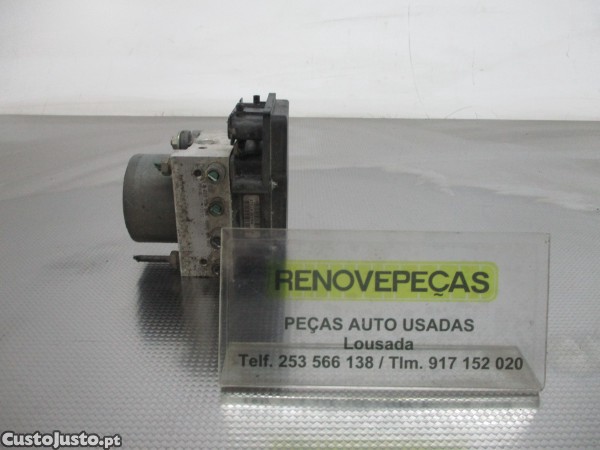 RENOVEPEÇAS
PEÇAS AUTO USADAS
Lousada
Telf. 253 566 138 / Tlm. 917 152 020
CustoJusto.pt